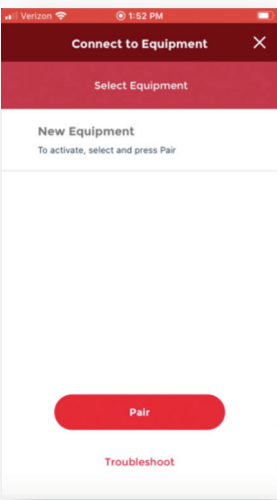 Verizon 1:52 PM
Connect to Equipment
Select Equipment
New Equipment
To activate, select and press Pair
Pair
Troubleshoot